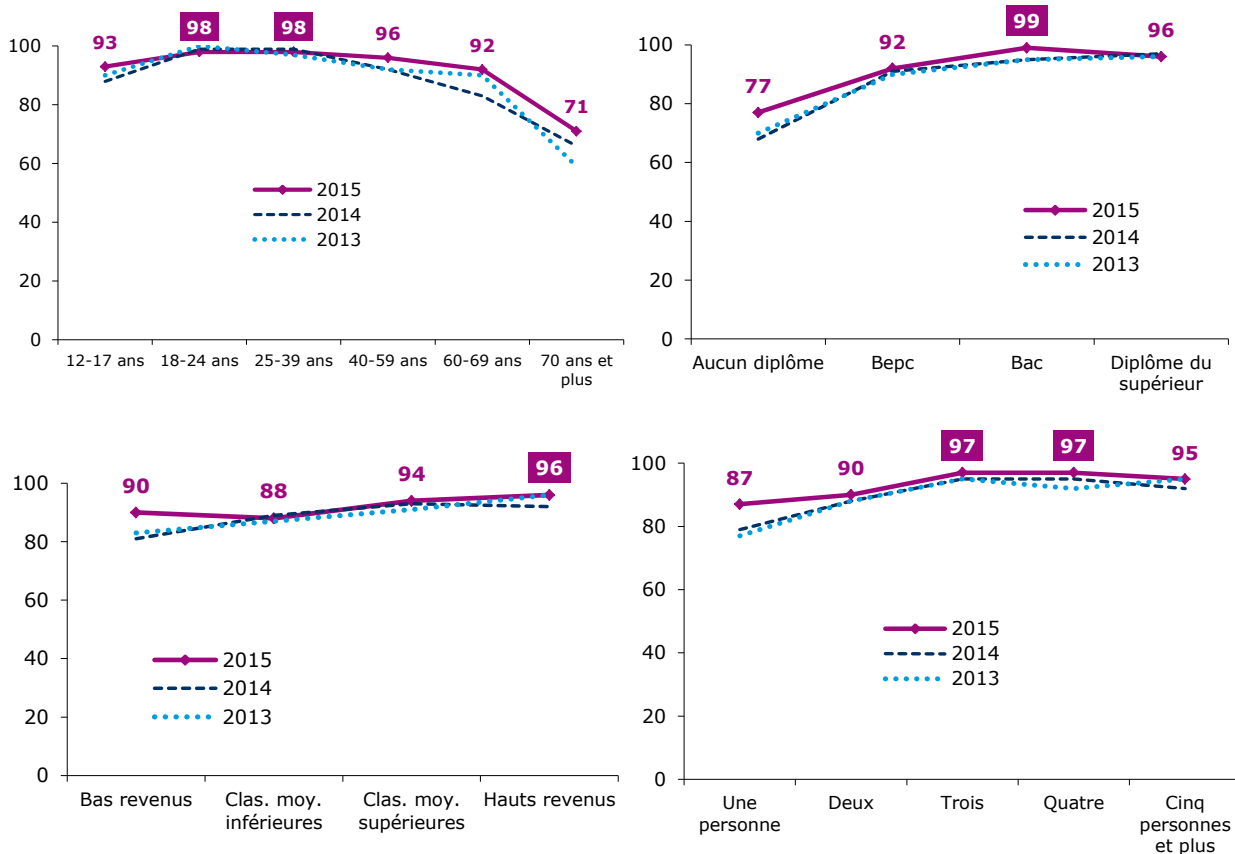 93
98
98
96
92
71
100
80
60
40
20
0
2015
2014
2013
12-17 ans
18-24 ans
25-39 ans
40-59 ans
60-69 ans
70 ans et
plus
77
92
99
96
100
80
60
40
20
0
2015
2014
2013
Aucun diplôme
Bepc
Bac
Diplôme du
supérieur
90
88
94
96
100
80
60
40
20
0
2015
2014
2013
Bas revenus
Clas. moy.
inférieures
Clas. moy.
supérieures
Hauts revenus
87
90
97
97
95
100
80
60
40
20
0
2015
2014
2013
Une
personne
Deux
Trois
Quatre
Cinq
personnes
et plus